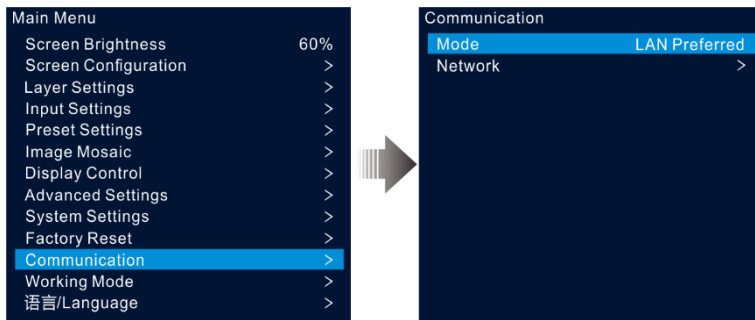 Main Menu
Screen Brightness 60%
Screen Configuration >
Layer Settings >
Input Settings >
Preset Settings >
Image Mosaic >
Display Control >
Advanced Settings >
System Settings >
Factory Reset >
Communication >
Working Mode >
语言/Language >
Communication
Mode LAN Preferred
Network >